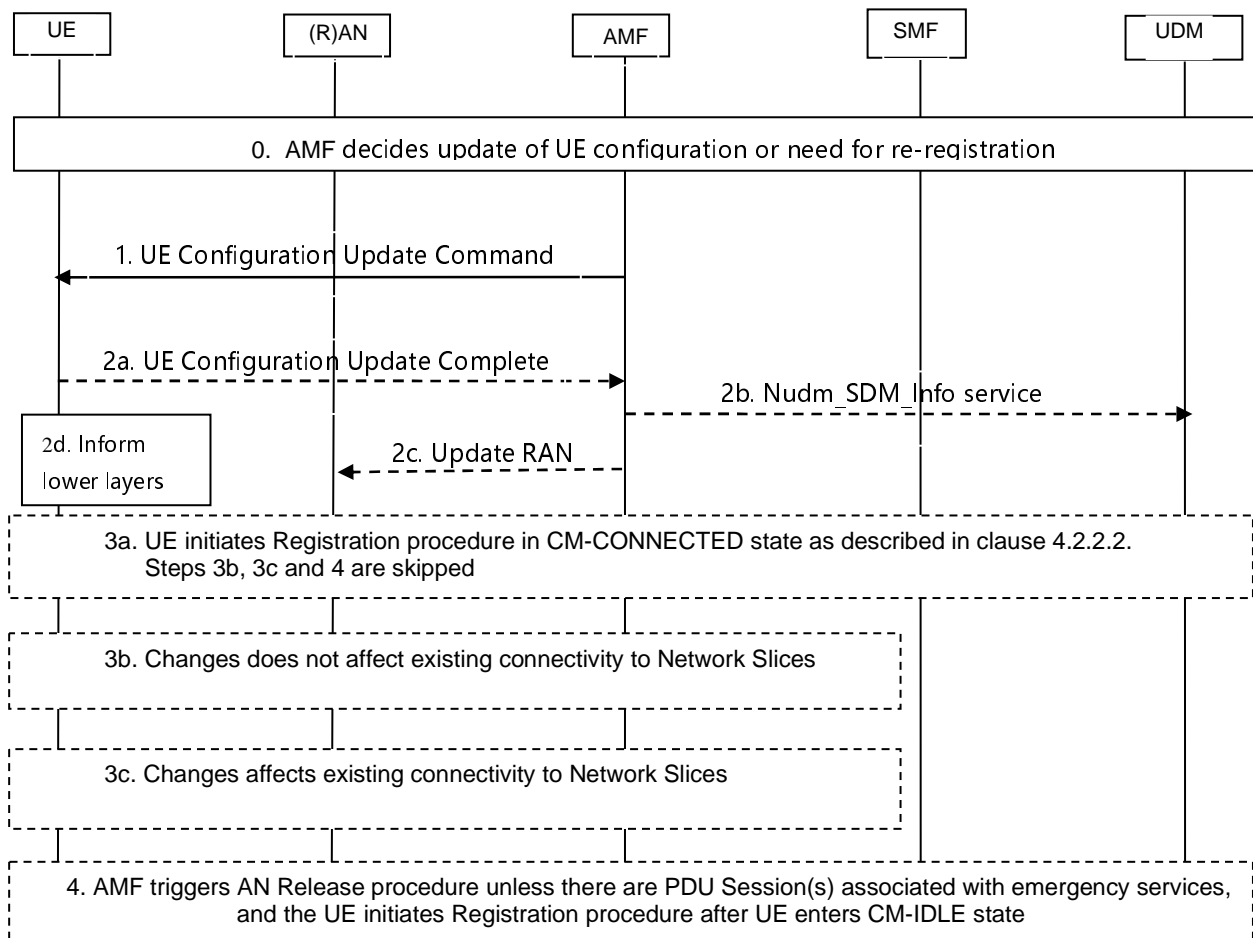 UE
(R)AN
AMF
SMF
UDM
0. AMF decides update of UE configuration or need for re-registration
1. UE Configuration Update Command
2a. UE Configuration Update Complete
2b. Nudm_SDM_Info service
2d. Inform
lower layers
2c. Update RAN
3a. UE initiates Registration procedure in CM-CONNECTED state as described in clause 4.2.2.2.
Steps 3b, 3c and 4 are skipped
3b. Changes does not affect existing connectivity to Network Slices
3c. Changes affects existing connectivity to Network Slices
4. AMF triggers AN Release procedure unless there are PDU Session(s) associated with emergency services,
and the UE initiates Registration procedure after UE enters CM-IDLE state